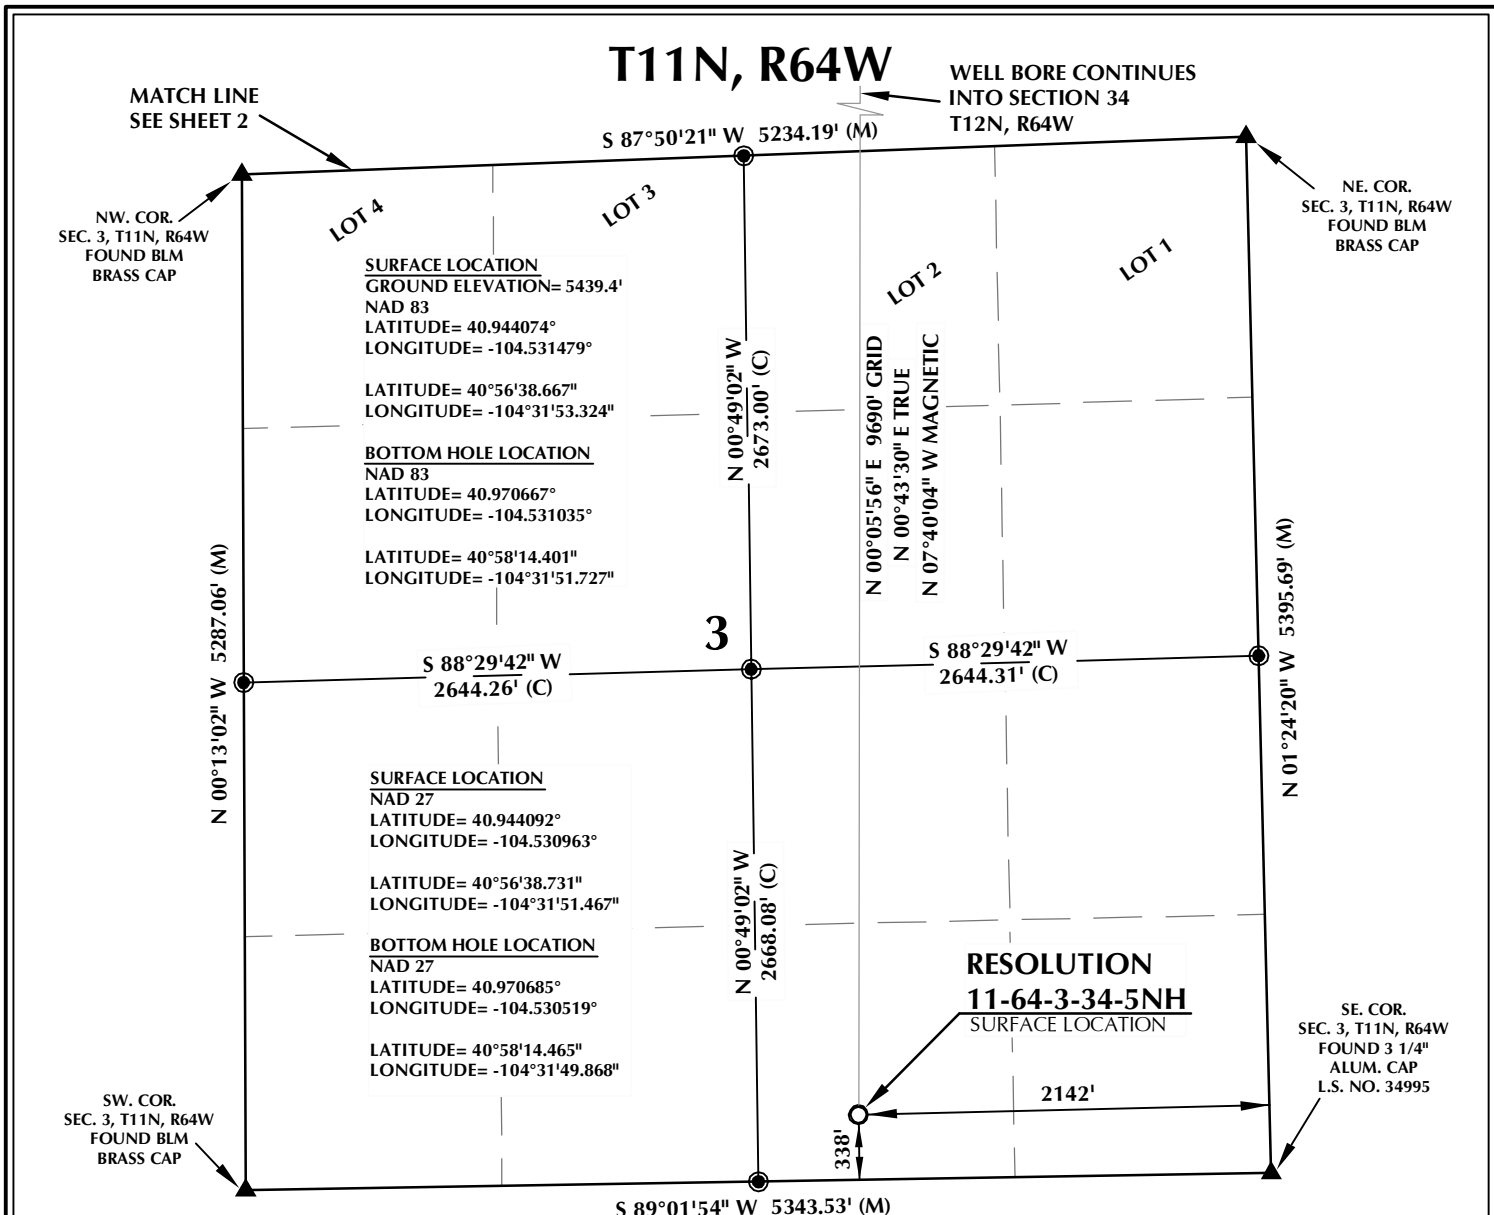 T11N, R64W
WELL BORE CONTINUES
INTO SECTION 34
T12N, R64W
MATCH LINE
SEE SHEET 2
S 87°50'21" W  5234.19' (M)
NW. COR.
SEC. 3, T11N, R64W
FOUND BLM
BRASS CAP
NE. COR.
SEC. 3, T11N, R64W
FOUND BLM
BRASS CAP
LOT 4
LOT 3
LOT 2
LOT 1
SURFACE LOCATION
GROUND ELEVATION= 5439.4'
NAD 83
LATITUDE= 40.944074°
LONGITUDE= -104.531479°
LATITUDE= 40°56'38.667"
LONGITUDE= -104°31'53.324"
BOTTOM HOLE LOCATION
NAD 83
LATITUDE= 40.970667°
LONGITUDE= -104.531035°
LATITUDE= 40°58'14.401"
LONGITUDE= -104°31'51.727"
N 00°49'02" W
2673.00' (C)
N 00°05'56" E  9690' GRID
N 00°43'30" E TRUE
N 07°40'04" W MAGNETIC
N 00°13'02" W  5287.06' (M)
N 01°24'20" W  5395.69' (M)
3
S 88°29'42" W
2644.26' (C)
S 88°29'42" W
2644.31' (C)
SURFACE LOCATION
NAD 27
LATITUDE= 40.944092°
LONGITUDE= -104.530963°
LATITUDE= 40°56'38.731"
LONGITUDE= -104°31'51.467"
BOTTOM HOLE LOCATION
NAD 27
LATITUDE= 40.970685°
LONGITUDE= -104.530519°
LATITUDE= 40°58'14.465"
LONGITUDE= -104°31'49.868"
N 00°49'02" W
2668.08' (C)
RESOLUTION
11-64-3-34-5NH
SURFACE LOCATION
SE. COR.
SEC. 3, T11N, R64W
FOUND 3 1/4"
ALUM. CAP
L.S. NO. 34995
2142'
338'
SW. COR.
SEC. 3, T11N, R64W
FOUND BLM
BRASS CAP
S 89°01'54" W  5343.53' (M)